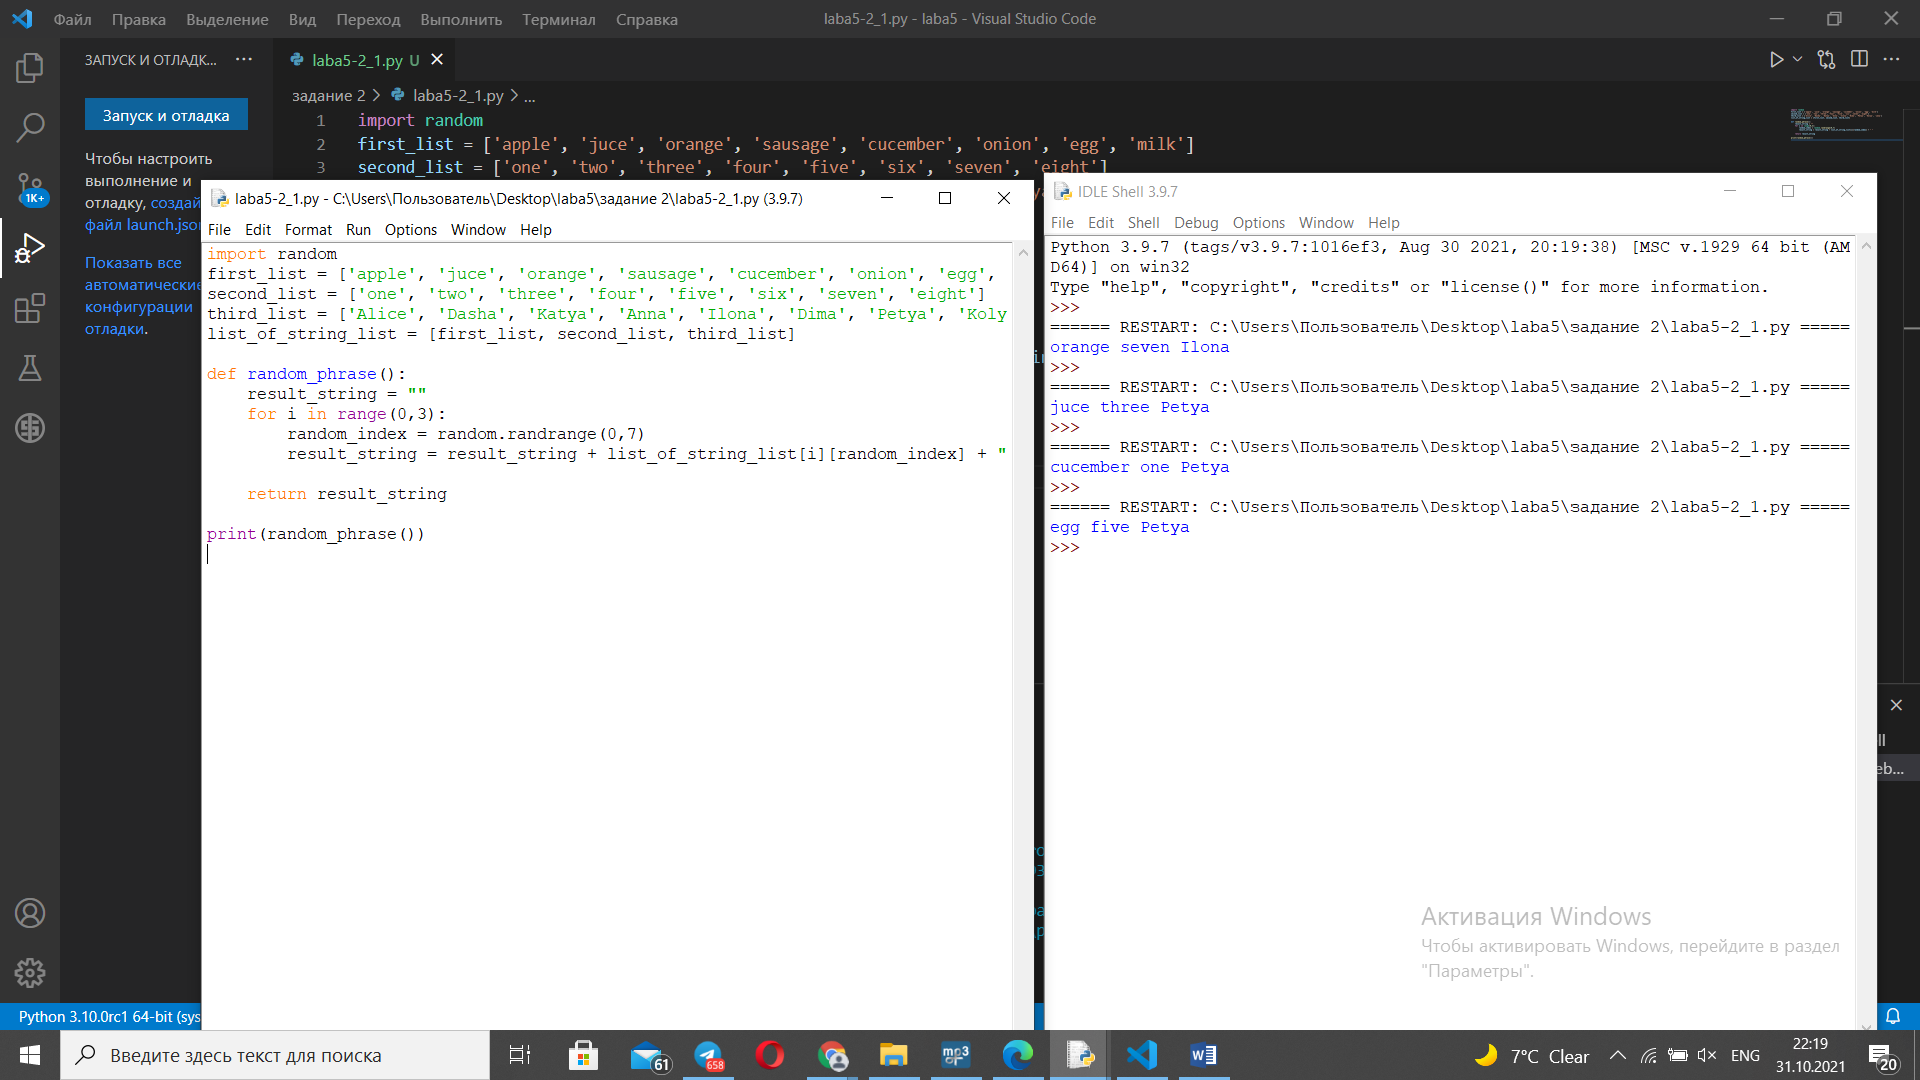 Файл Правка Выделение Вид Переход Выполнить Терминал Справка
laba5-2_1.py - laba5 - Visual Studio Code
ЗАПУСК И ОТЛАДК...
laba5-2_1.py U
Запуск и отладка
задание 2 > laba5-2_1.py > ...
1 import random
2 first_list = ['apple', 'juce', 'orange', 'sausage', 'cucember', 'onion', 'egg', 'milk']
3 second_list = ['one', 'two', 'three', 'four', 'five', 'six', 'seven', 'eight']
Чтобы настроить
выполнение и
отладку, создай
файл launch.jso
Показать все
автоматические
конфигурации
отладки.
1K+
laba5-2_1.py - C:\Users\Пользователь\Desktop\laba5\задание 2\laba5-2_1.py (3.9.7)
File Edit Format Run Options Window Help
import random
first_list = ['apple', 'juce', 'orange', 'sausage', 'cucember', 'onion', 'egg',
second_list = ['one', 'two', 'three', 'four', 'five', 'six', 'seven', 'eight']
third_list = ['Alice', 'Dasha', 'Katya', 'Anna', 'Ilona', 'Dima', 'Petya', 'Koly
list_of_string_list = [first_list, second_list, third_list]
def random_phrase():
result_string = ""
for i in range(0,3):
random_index = random.randrange(0,7)
result_string = result_string + list_of_string_list[i][random_index] + "
return result_string
print(random_phrase())
IDLE Shell 3.9.7
File Edit Shell Debug Options Window Help
Python 3.9.7 (tags/v3.9.7:1016ef3, Aug 30 2021, 20:19:38) [MSC v.1929 64 bit (AM
D64)] on win32
Type "help", "copyright", "credits" or "license()" for more information.
>>>
====== RESTART: C:\Users\Пользователь\Desktop\laba5\задание 2\laba5-2_1.py =====
orange seven Ilona
>>>
====== RESTART: C:\Users\Пользователь\Desktop\laba5\задание 2\laba5-2_1.py =====
juce three Petya
>>>
====== RESTART: C:\Users\Пользователь\Desktop\laba5\задание 2\laba5-2_1.py =====
cucember one Petya
>>>
====== RESTART: C:\Users\Пользователь\Desktop\laba5\задание 2\laba5-2_1.py =====
egg five Petya
>>>
Активация Windows
Чтобы активировать Windows, перейдите в раздел
"Параметры".
eb...
Python 3.10.0rc1 64-bit (sys
Введите здесь текст для поиска
61
658
mp3
7°C Clear
ENG
22:19
31.10.2021
20